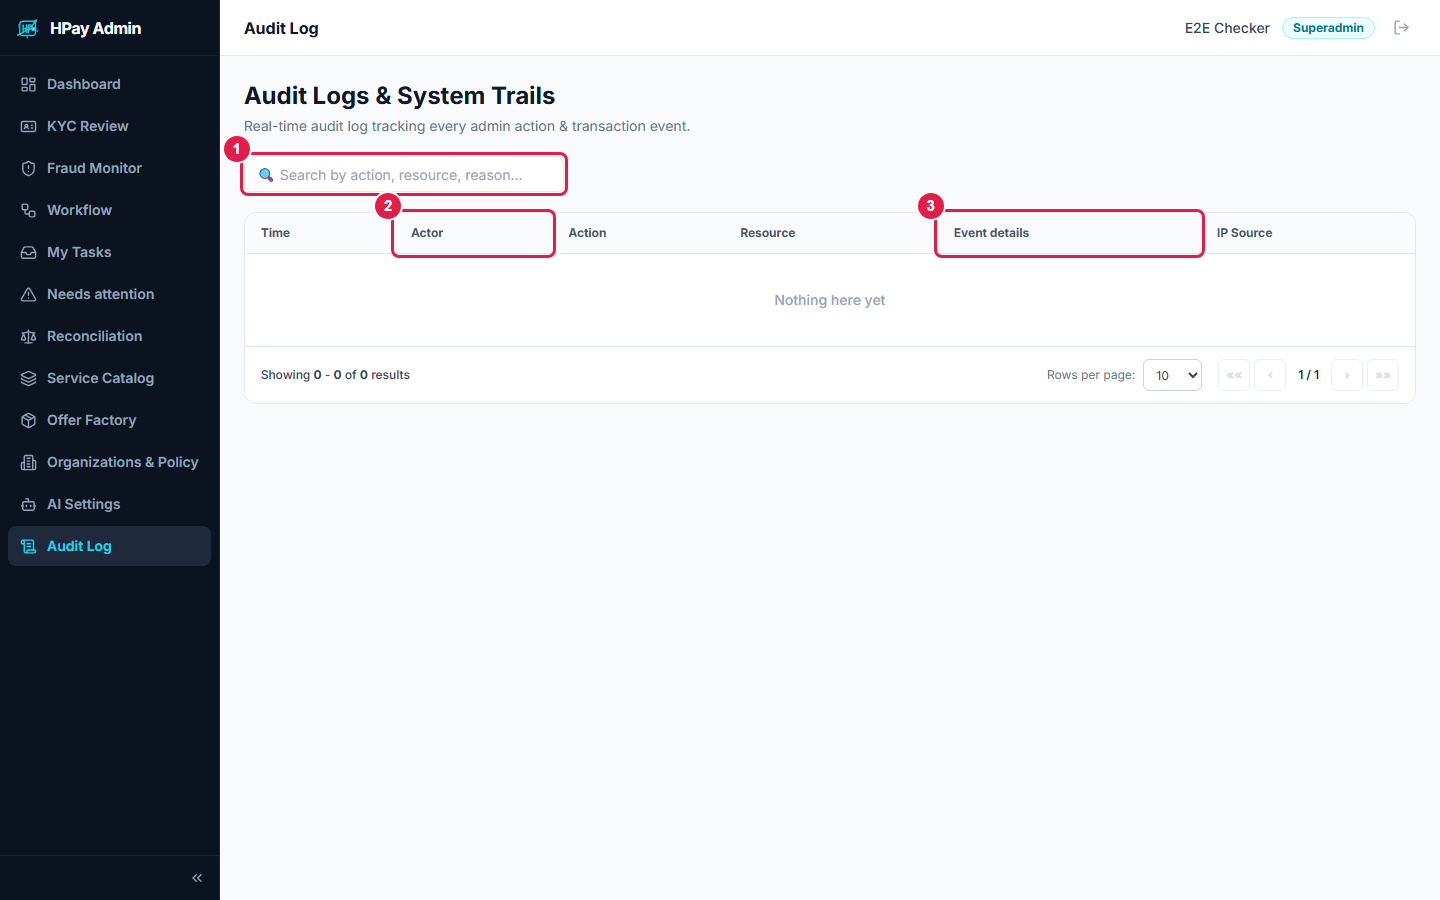 HPay Admin
Audit Log
E2E Checker
Superadmin
Dashboard
KYC Review
Fraud Monitor
Workflow
My Tasks
Needs attention
Reconciliation
Service Catalog
Offer Factory
Organizations & Policy
AI Settings
Audit Log
«
Audit Logs & System Trails
Real-time audit log tracking every admin action & transaction event.
1
Search by action, resource, reason...
2
3
Time Actor Action Resource Event details IP Source
Nothing here yet
Showing 0 - 0 of 0 results
Rows per page: 10 «« ‹ 1 / 1 › »»